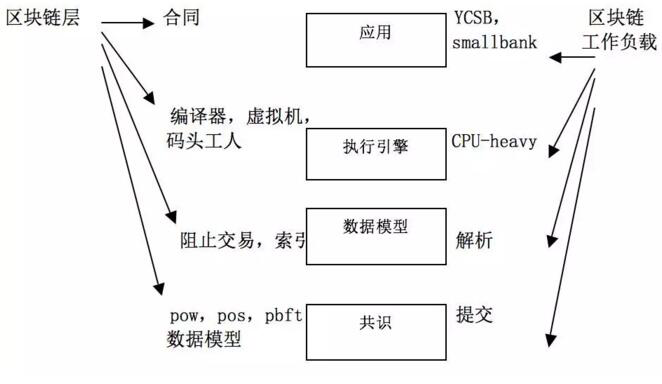 区块链层
合同
应用
YCSB，
smallbank
区块链
工作负载
编译器，虚拟机，
码头工人
执行引擎
CPU-heavy
阻止交易，索引
数据模型
解析
pow，pos，pbft
数据模型
共识
提交